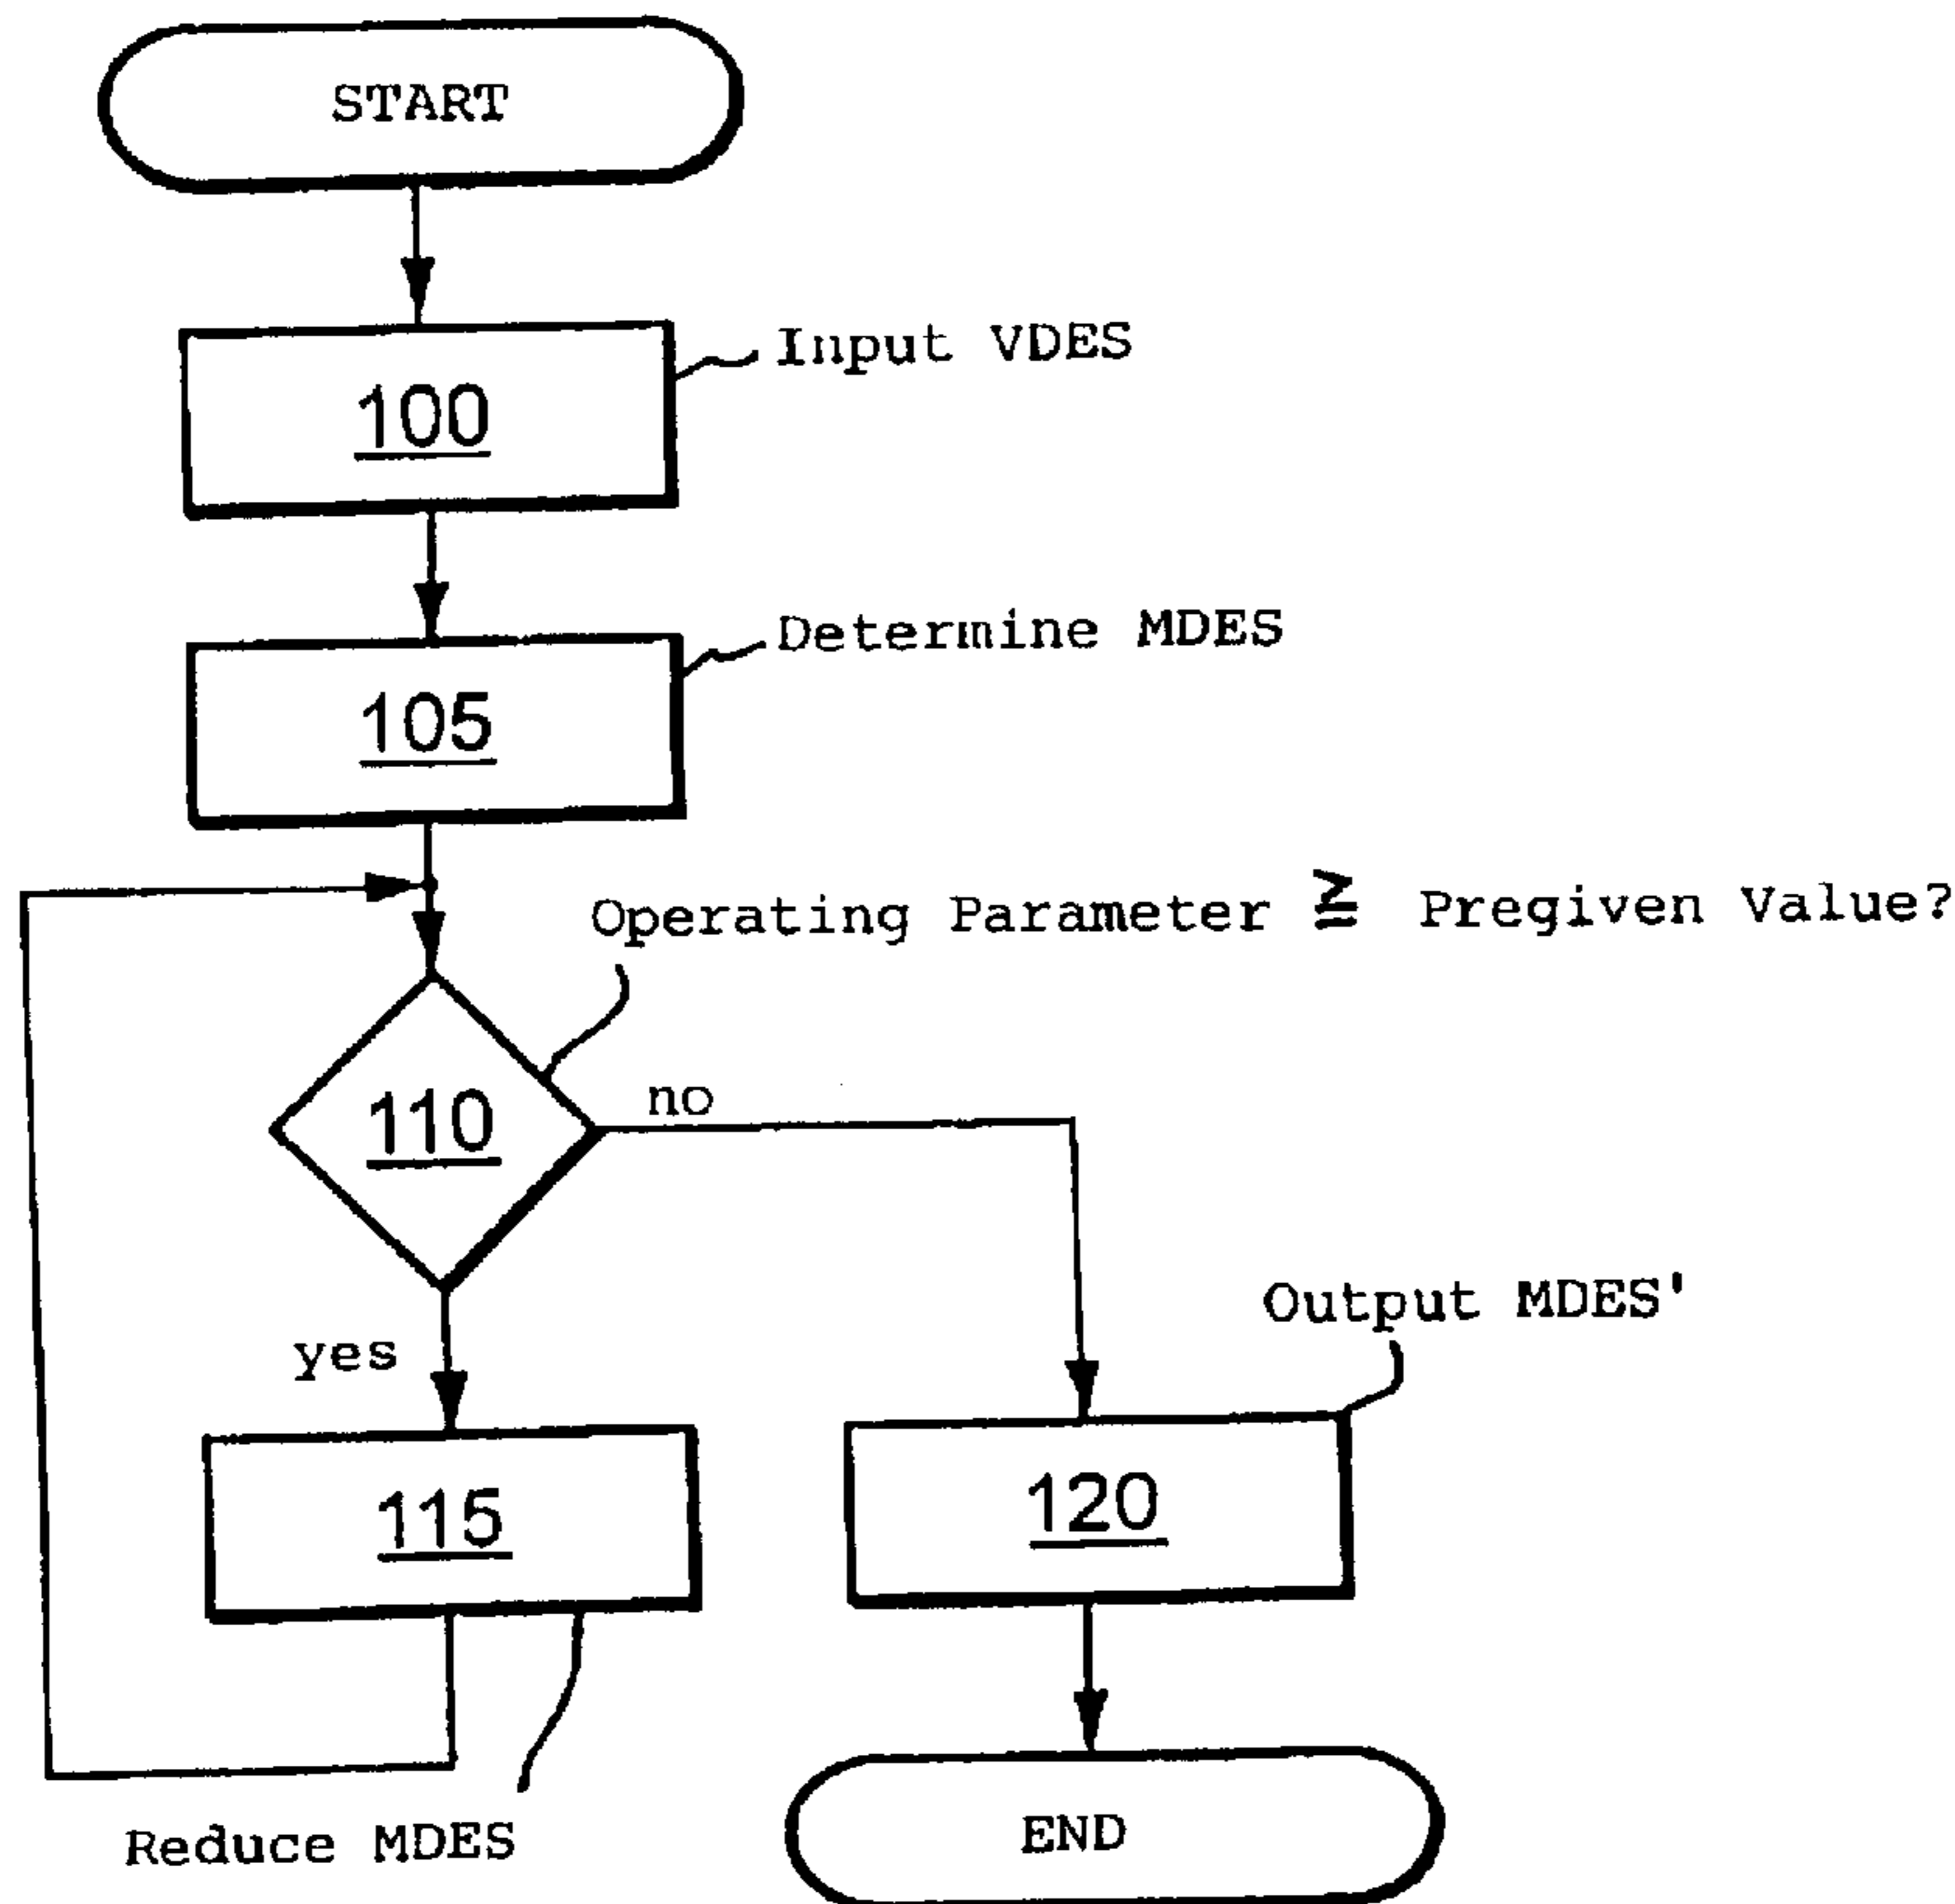 START
Input VDES
100
Determine MDES
105
Operating Parameter ≥ Pregiven Value?
110
no
yes
Output MDES'
115
120
Reduce MDES
END